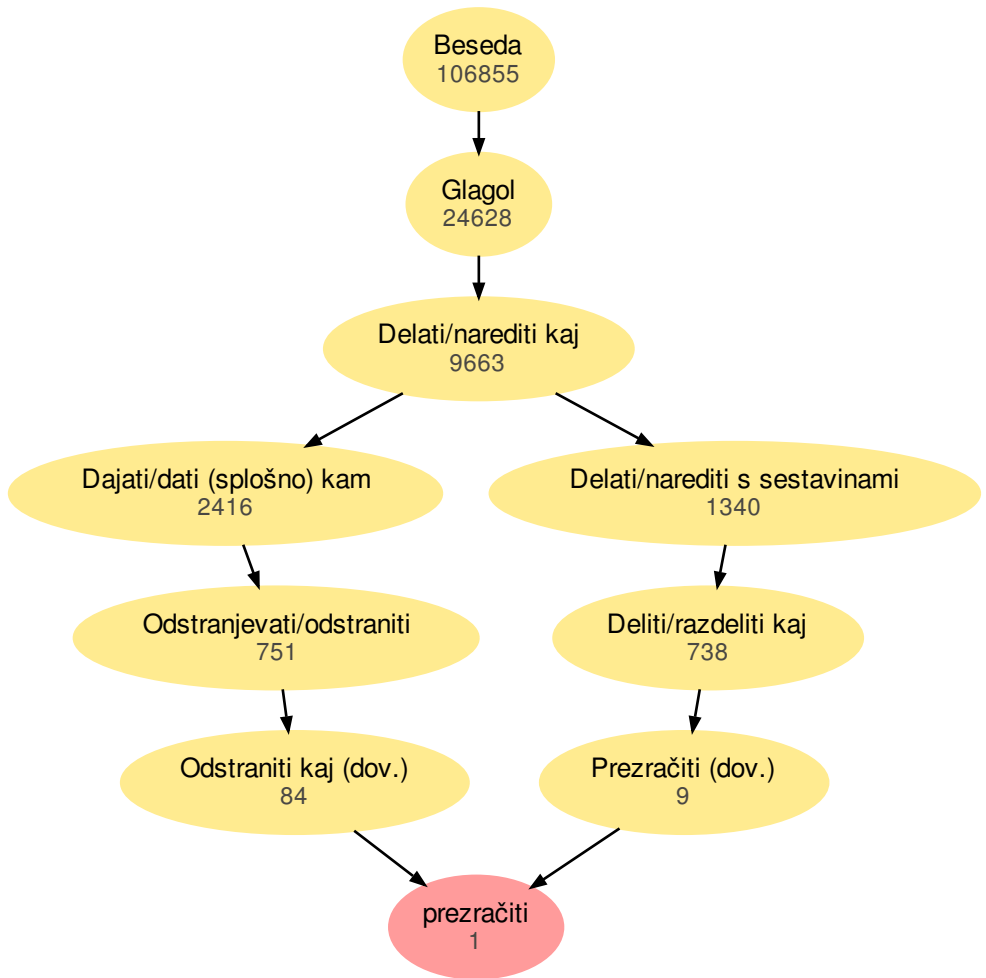 Beseda
106855
Glagol
24628
Delati/narediti kaj
9663
Dajati/dati (splošno) kam
2416
Delati/narediti s sestavinami
1340
Odstranjevati/odstraniti
751
Deliti/razdeliti kaj
738
Odstraniti kaj (dov.)
84
Prezračiti (dov.)
9
prezračiti
1